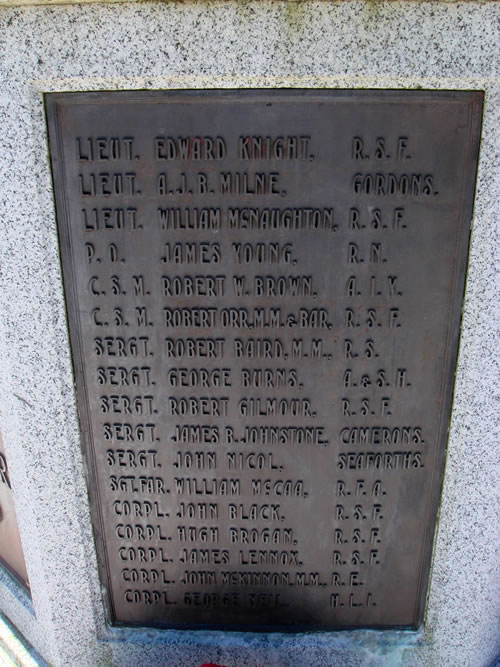 LIEUT. EDWARD KNIGHT, R. S. F.
LIEUT. A. J. B. MILNE, GORDONS.
LIEUT. WILLIAM MCNAUGHTON, R. S. F.
P. O. JAMES YOUNG, R. N.
C. S. M. ROBERT W. BROWN, A. I. Y.
C. S. M. ROBERT ORR, M.M. & BAR, R. S. F.
SERGT. ROBERT BAIRD, M. M., R. S.
SERGT. GEORGE BURNS, A. & S. H.
SERGT. ROBERT GILMOUR, R. S. F.
SERGT. JAMES B. JOHNSTONE, CAMERONS.
SERGT. JOHN NICOL, SEAFORTHS.
SGT. FAR. WILLIAM MCCAA, R. F. A.
CORPL. JOHN BLACK, R. S. F.
CORPL. HUGH BROGAN, R. S. F.
CORPL. JAMES LENNOX, R. S. F.
CORPL. JOHN MCKINNON, M.M., R. E.
CORPL. GEORGE NEIL, H. L. I.